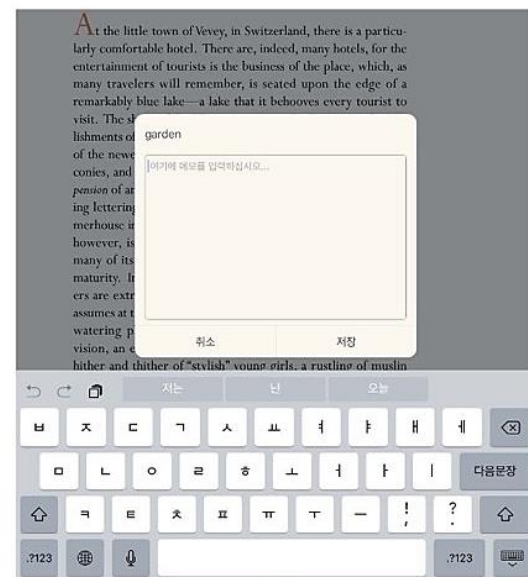 At the little town of Vevey, in Switzerland, there is a particu-
larly comfortable hotel. There are, indeed, many hotels, for the
entertainment of tourists is the business of the place, which, as
many travelers will remember, is seated upon the edge of a
remarkably blue lake—a lake that it behooves every tourist to
visit. The
lishments of
of the newe
conies, and
pension of an
ing lettering
merhouse in
however, is
many of its
maturity. In
ers are extr
assumes at t
watering p
vision, an e
hither and thither of "stylish" young girls, a rustling of muslin
garden
여기에 메모를 입력하십시오...
취소 저장
저는 난 오늘
ㅂ ㅈ ㄷ ㄱ ㅅ ㅛ ㅕ ㅑ ㅐ ㅔ
ㅁ ㄴ ㅇ ㄹ ㅎ ㅗ ㅓ ㅏ ㅣ 다음문장
ㅋ ㅌ ㅊ ㅍ ㅠ ㅜ ㅡ ! , ? .
.?123 .?123